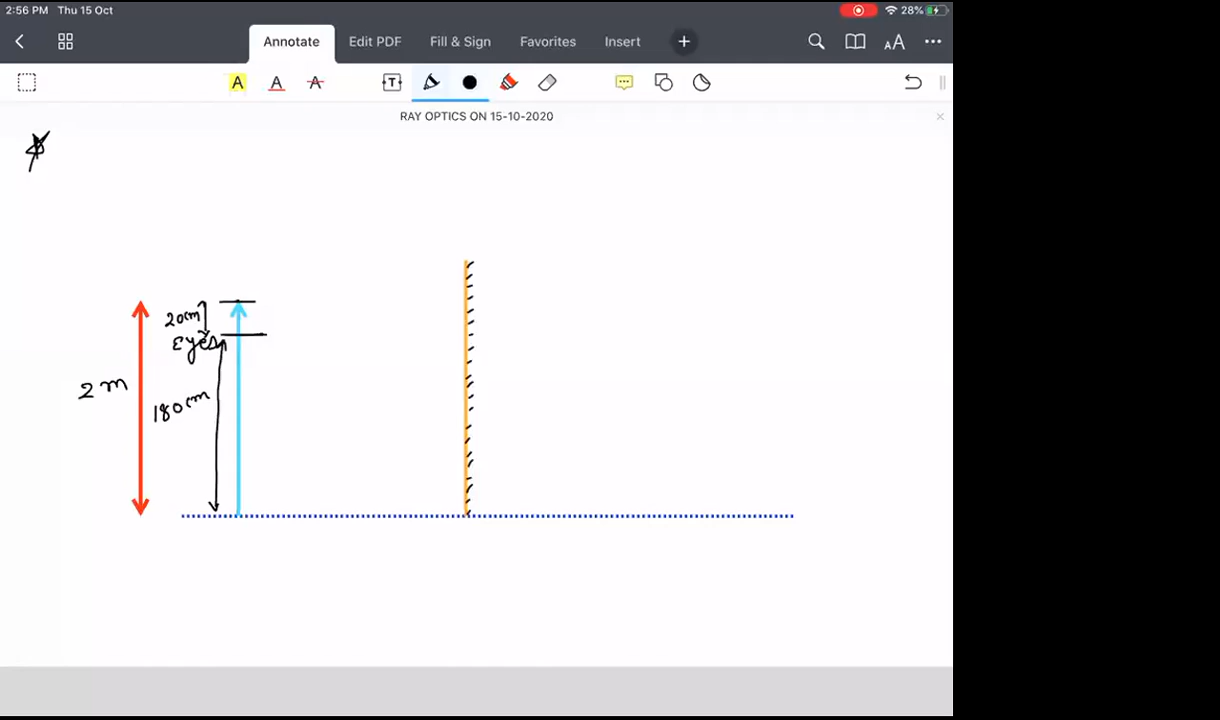 2:56 PM Thu 15 Oct 28%
Annotate Edit PDF Fill & Sign Favorites Insert
A A A T
RAY OPTICS ON 15-10-2020
20cm
Eyes
2 m
180cm